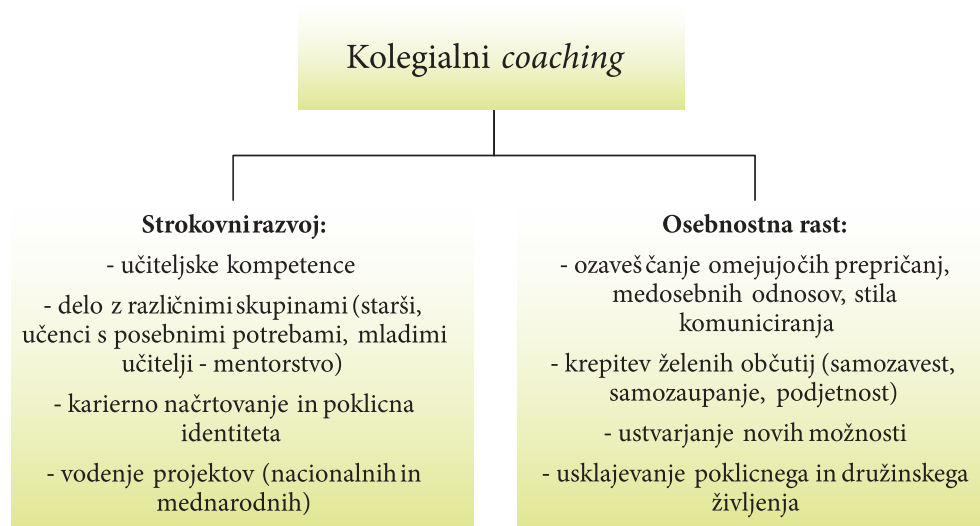 Kolegialni coaching
Strokovni razvoj:
- učiteljske kompetence
- delo z različnimi skupinami (starši,
učenci s posebnimi potrebami, mladimi
učitelji - mentorstvo)
- karierno načrtovanje in poklicna
identiteta
- vodenje projektov (nacionalnih in
mednarodnih)
Osebnostna rast:
- ozaveščanje omejujočih prepričanj,
medosebnih odnosov, stila
komuniciranja
- krepitev želenih občutij (samozavest,
samozaupanje, podjetnost)
- ustvarjanje novih možnosti
- usklajevanje poklicnega in družinskega
življenja